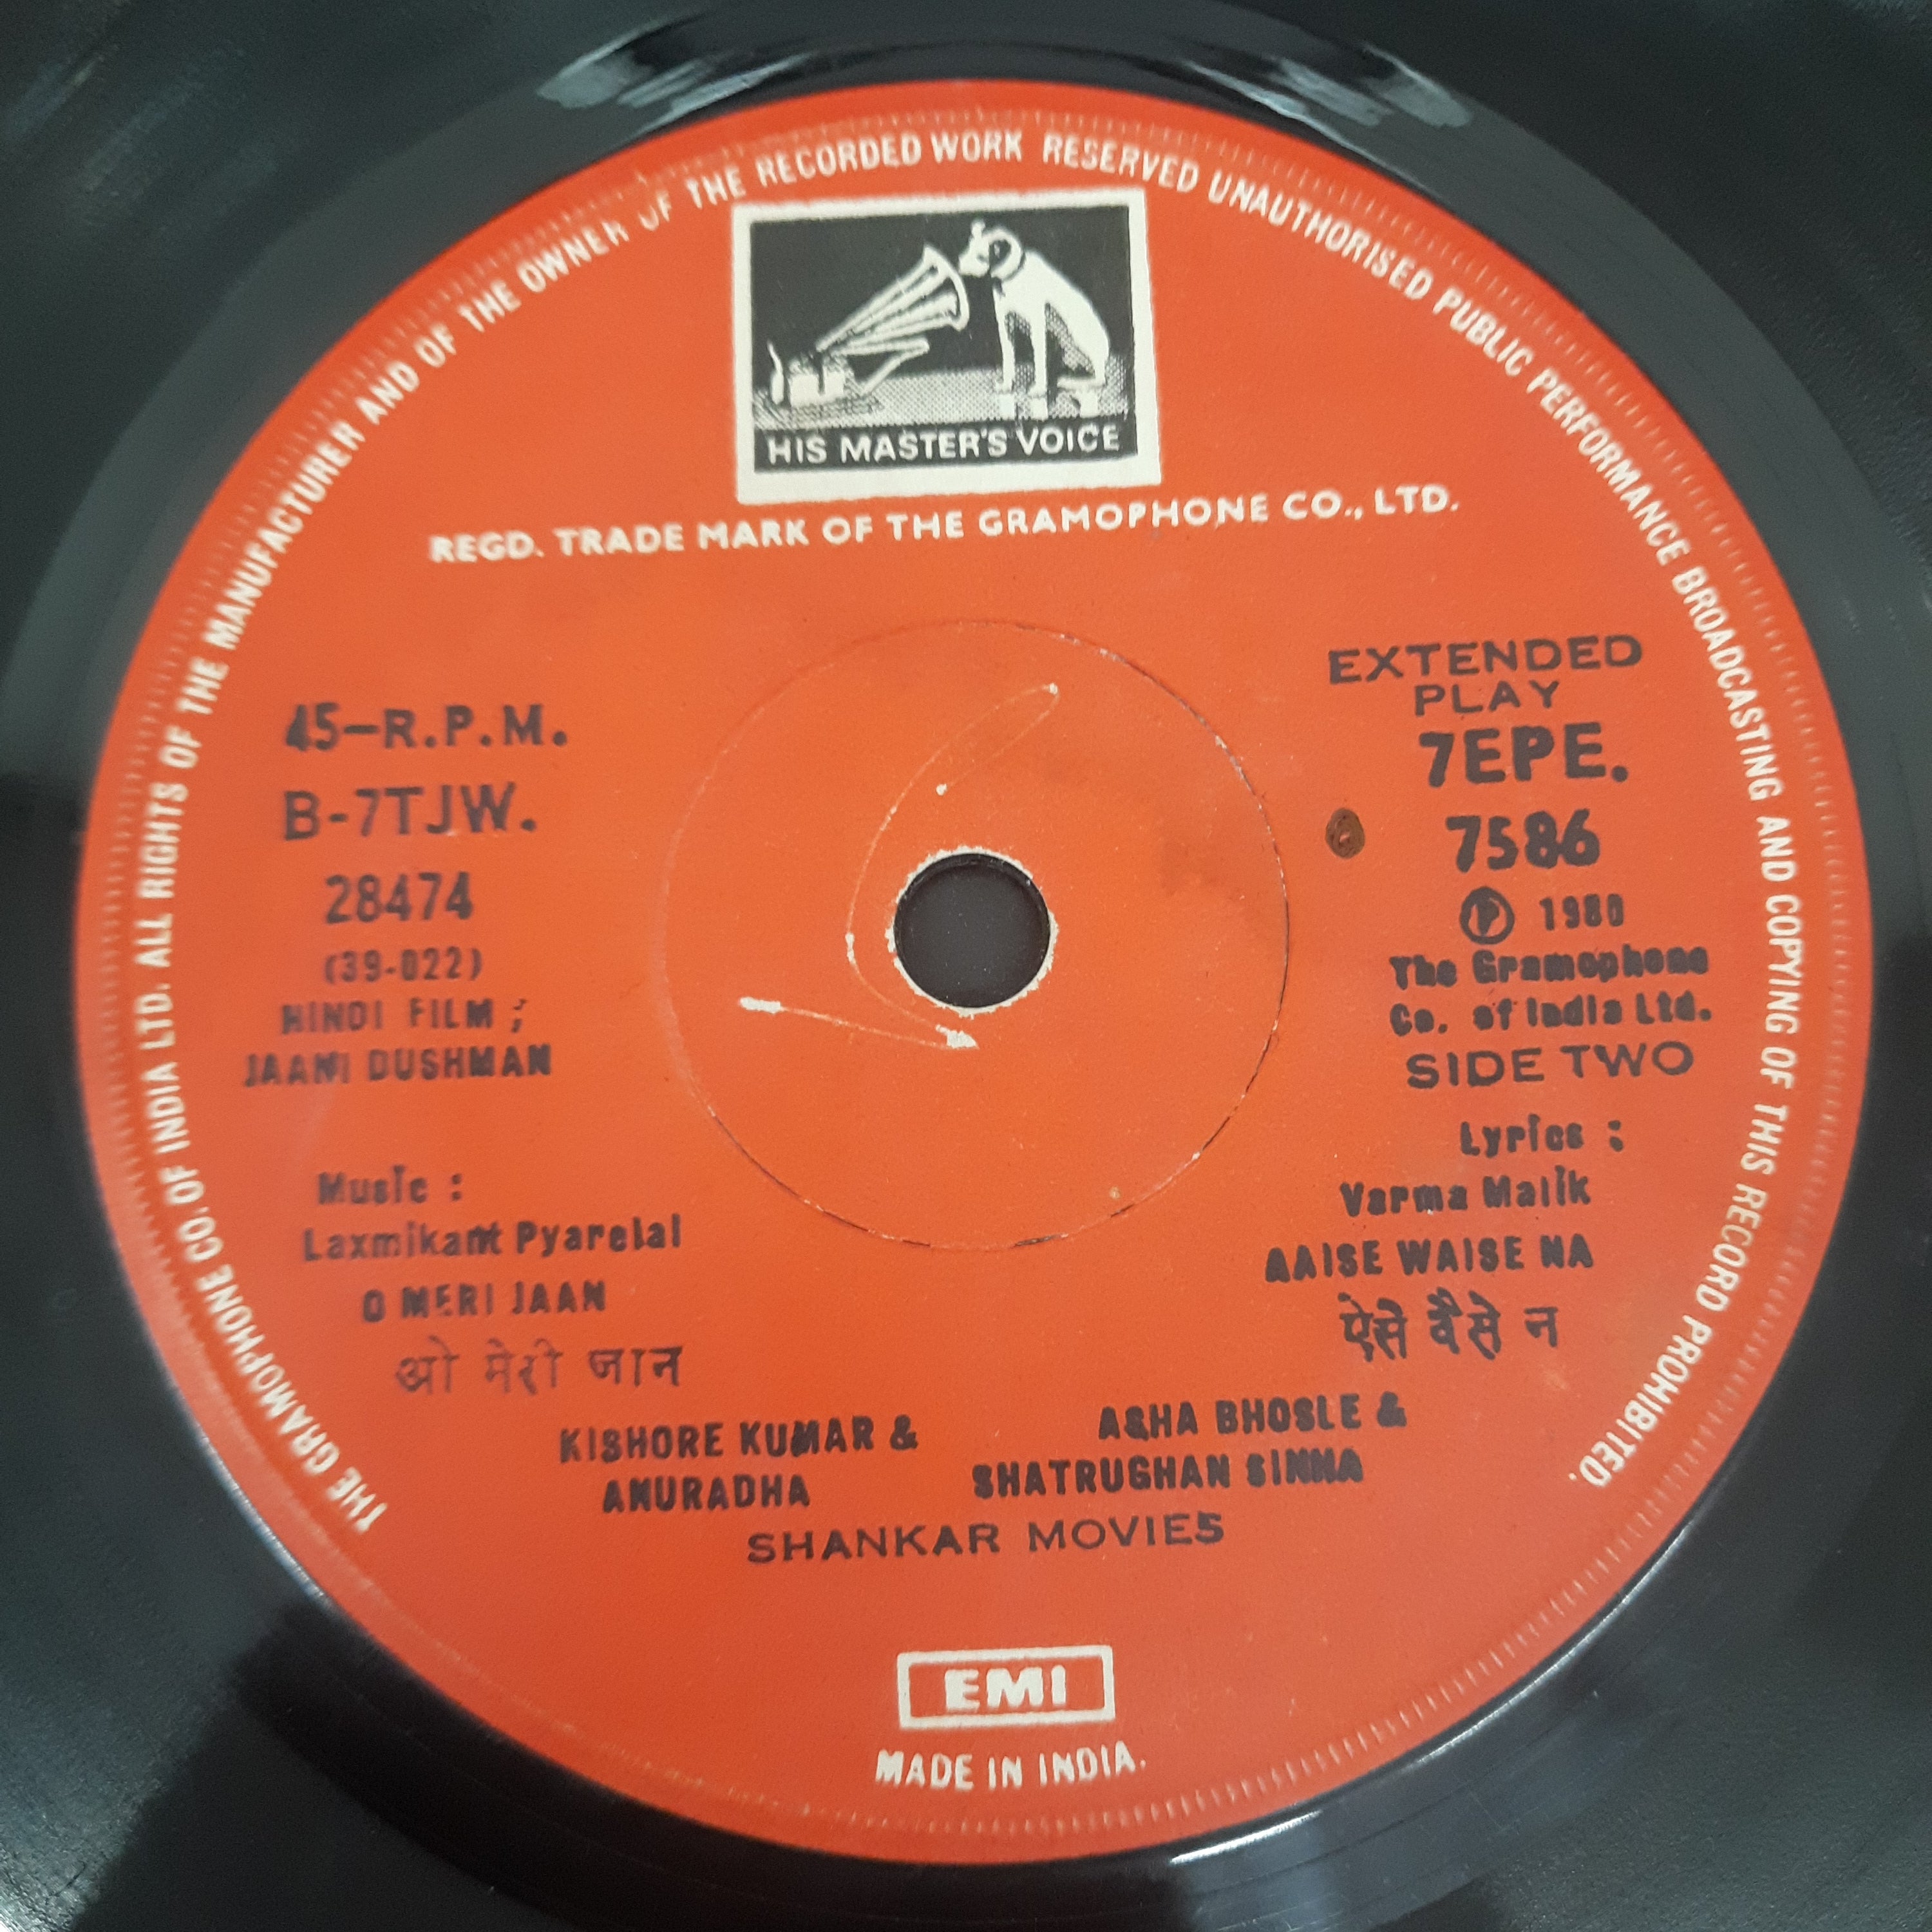 THE GRAMOPHONE CO. OF INDIA LTD. ALL RIGHTS OF THE MANUFACTURER AND OF THE OWNER OF THE RECORDED WORK RESERVED UNAUTHORISED PUBLIC PERFORMANCE BROADCASTING AND COPYING OF THIS RECORD PROHIBITED.
HIS MASTER'S VOICE
REGD. TRADE MARK OF THE GRAMOPHONE CO., LTD.
45-R.P.M.
B-7TJW.
28474
(39-022)
HINDI FILM ;
JAANI DUSHMAN
EXTENDED
PLAY
7EPE.
7586
Ⓟ 1980
The Gramophone
Co. of India Ltd.
SIDE TWO
Music :
Laxmikant Pyarelal
O MERI JAAN
ओ मेरी जान
KISHORE KUMAR &
ANURADHA
Lyrics :
Varma Malik
AAISE WAISE NA
ऐसे वैसे न
ASHA BHOSLE &
SHATRUGHAN SINHA
SHANKAR MOVIES
EMI
MADE IN INDIA.